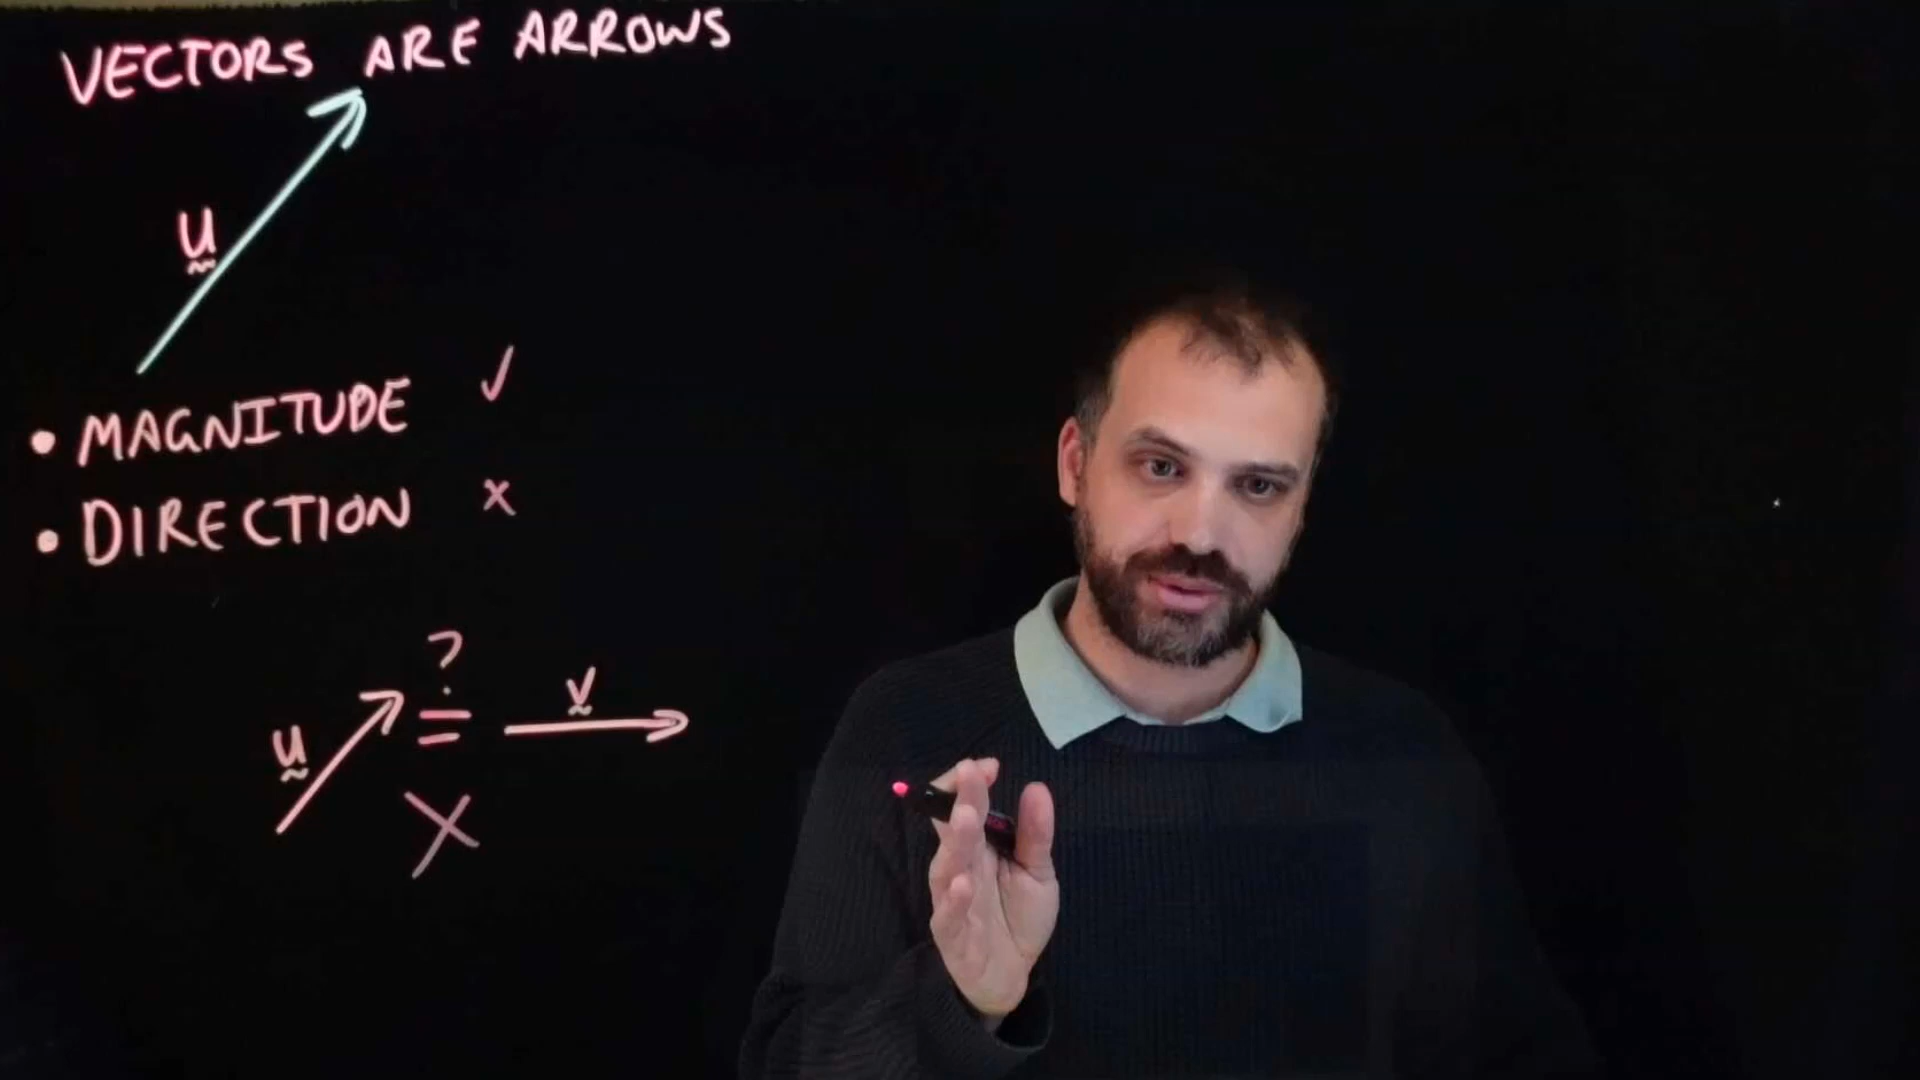 VECTORS ARE ARROWS
u
• MAGNITUDE ✓
• DIRECTION x
?
u = v
X